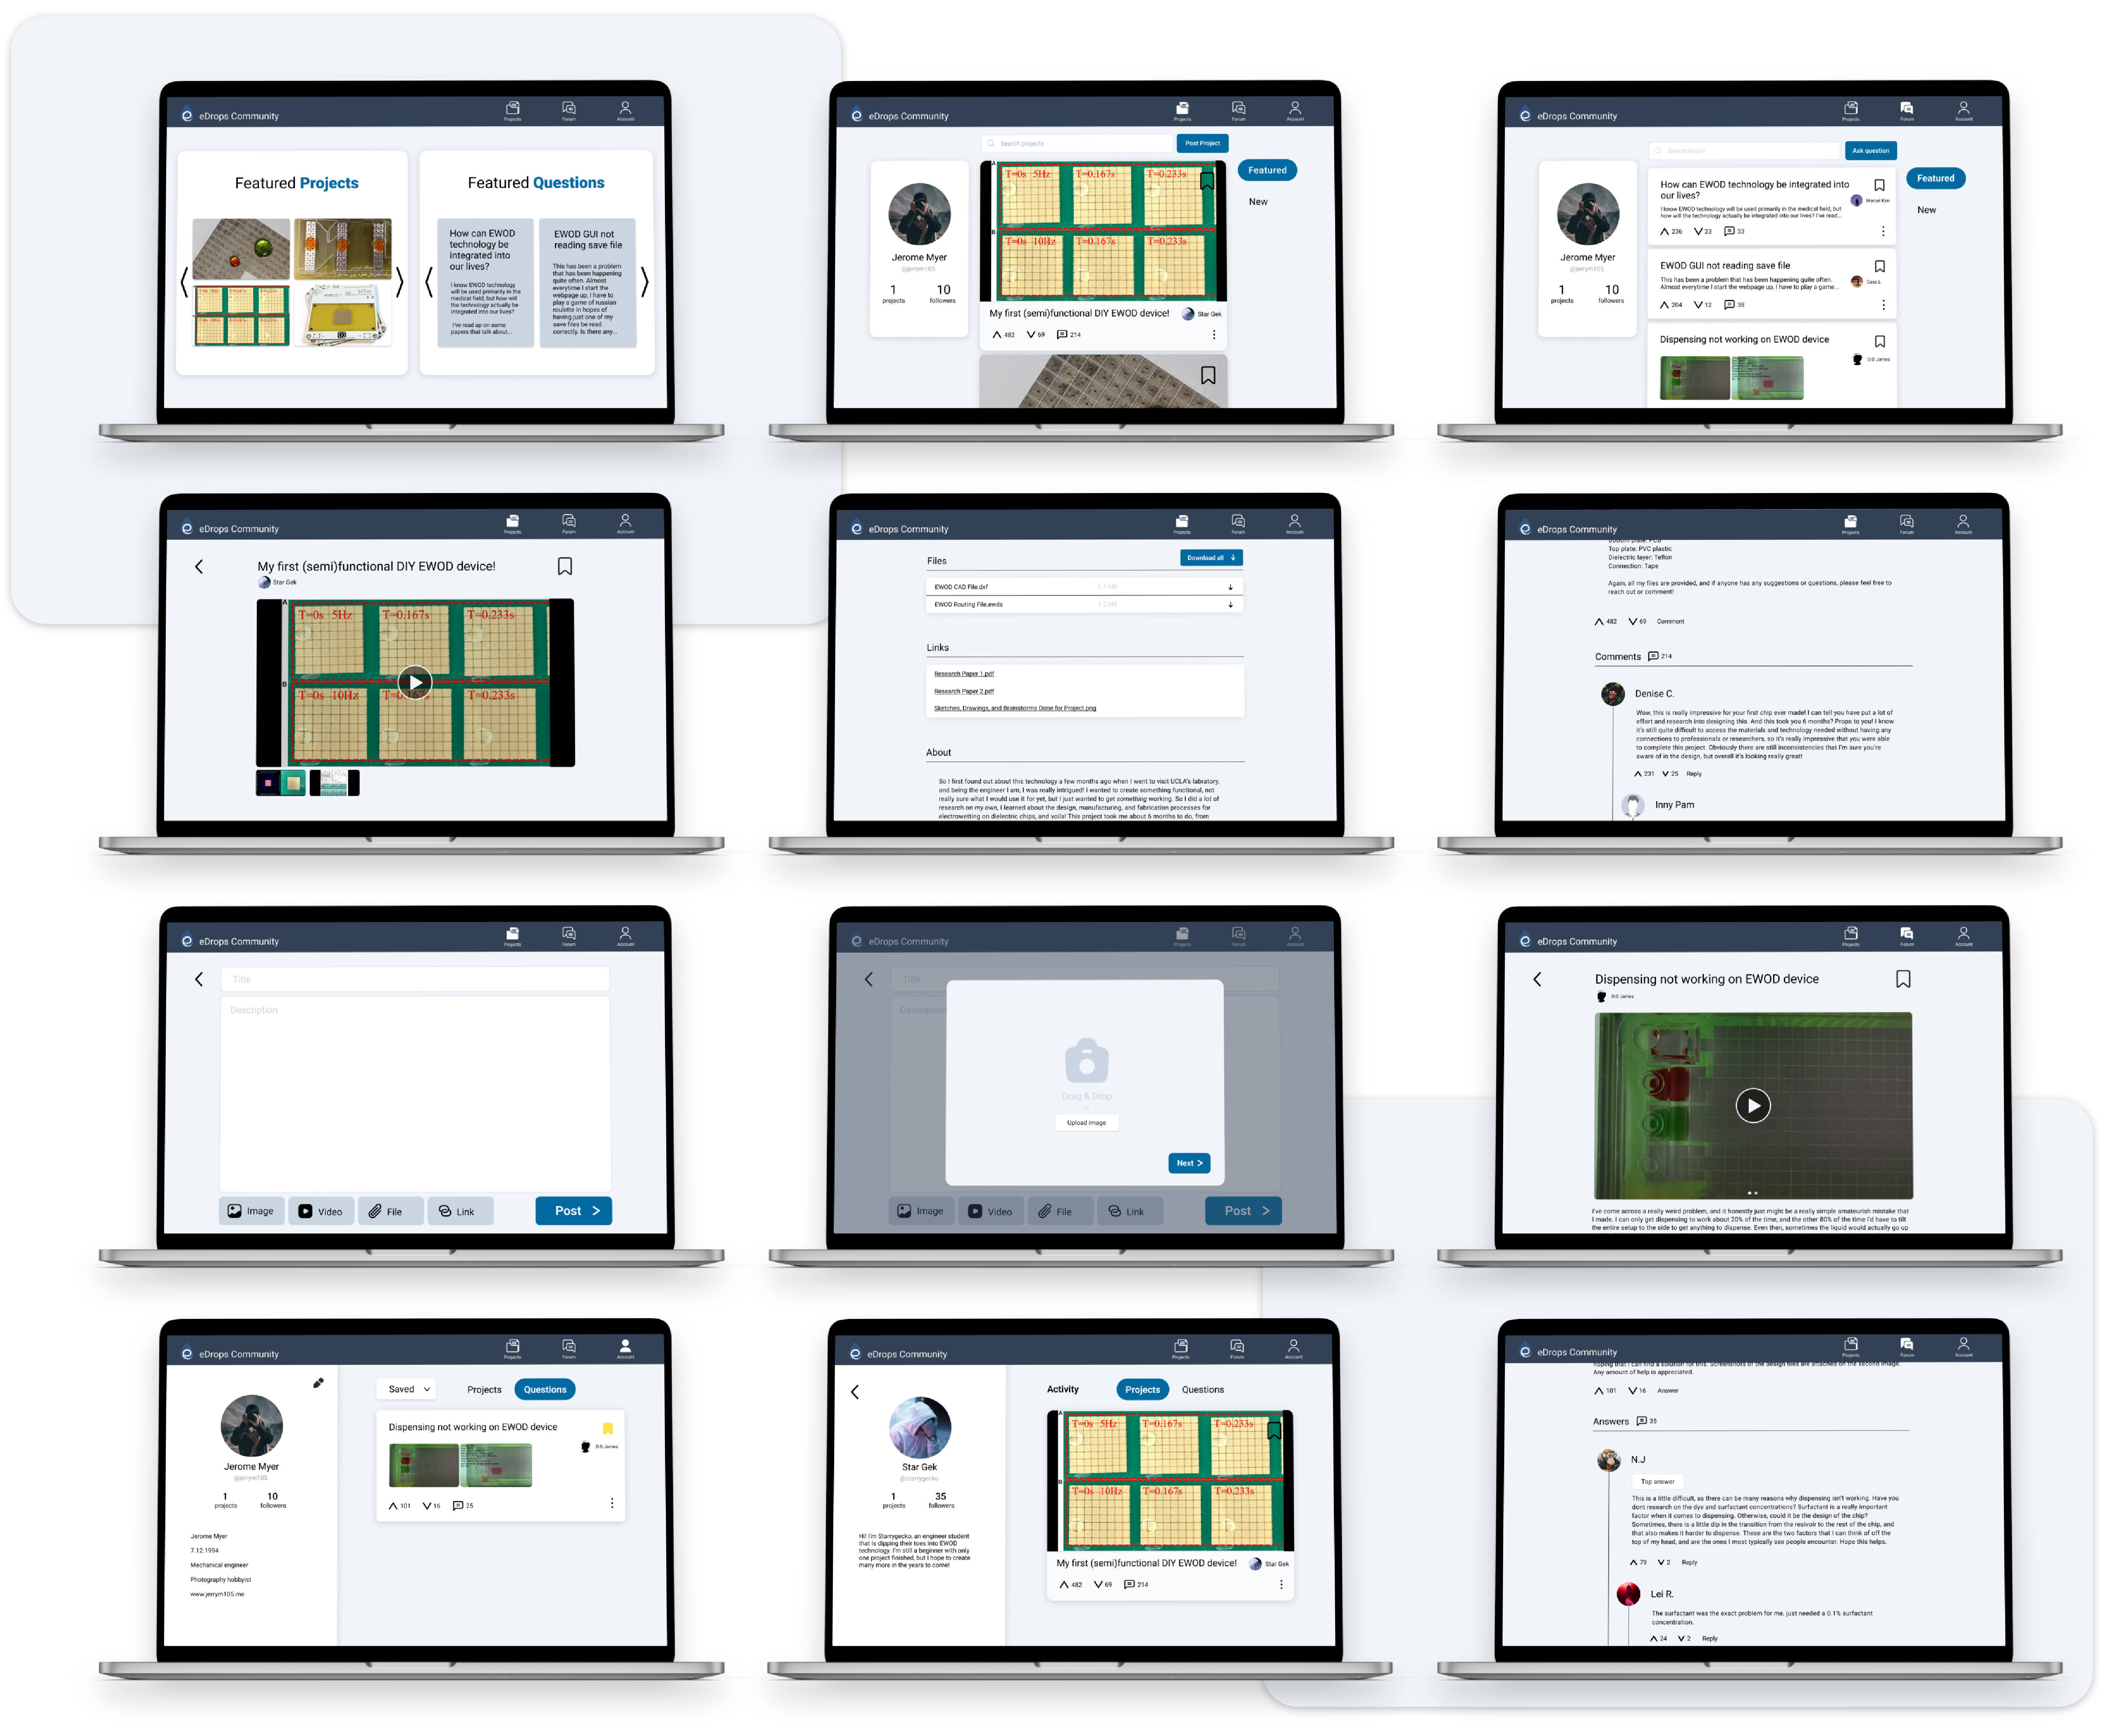 eDrops Community
Projects
Forum
Account
Featured Projects
Featured Questions
How can EWOD
technology be
integrated into
our lives?
I know EWOD technology
will be used primarily in the
medical field, but how will
the technology actually be
integrated into our lives?
I've read up on some
papers that talk about...
EWOD GUI not
reading save file
This has been a problem
that has been happening
quite often. Almost
everytime I start the
webpage up, I have to
play a game of russian
roulette in hopes of
having just one of my
save files be read
correctly. Is there any...
eDrops Community
Projects
Forum
Account
Search projects
Post Project
Jerome Myer
@jerrym105
1
projects
10
followers
A
T=0s 5Hz
T=0.167s
T=0.233s
B
T=0s 10Hz
T=0.167s
T=0.233s
My first (semi)functional DIY EWOD device!
Star Gek
482
69
214
Featured
New
eDrops Community
Projects
Forum
Account
Search forum
Ask question
Jerome Myer
@jerrym105
1
projects
10
followers
How can EWOD technology be integrated into
our lives?
Marcel Kim
I know EWOD technology will be used primarily in the medical field, but
how will the technology actually be integrated into our lives? I've read...
236
23
53
EWOD GUI not reading save file
This has been a problem that has been happening quite often.
Almost everytime I start the webpage up, I have to play a game...
204
12
38
Dispensing not working on EWOD device
D.D James
Featured
New
eDrops Community
Projects
Forum
Account
My first (semi)functional DIY EWOD device!
Star Gek
A
T=0s 5Hz
T=0.167s
T=0.233s
B
T=0s 10Hz
T=0.167s
T=0.233s
eDrops Community
Projects
Forum
Account
Files
Download all
EWOD CAD File.dxf
EWOD Routing File.ewds
Links
Research Paper 1.pdf
Research Paper 2.pdf
Sketches, Drawings, and Brainstorms Done for Project.png
About
So I first found out about this technology a few months ago when I went to visit UCLA's labratory,
and being the engineer I am, I was really intrigued! I wanted to create something functional, not
really sure what I would use it for yet, but I just wanted to get something working. So I did a lot of
research on my own, I learned about the design, manufacturing, and fabrication processes for
electrowetting on dielectric chips, and voila! This project took me about 6 months to do, from
eDrops Community
Projects
Forum
Account
Bottom plate: PCB
Top plate: PVC plastic
Dielectric layer: Teflon
Connection: Tape
Again, all my files are provided, and if anyone has any suggestions or questions, please feel free to
reach out or comment!
482
69
Comment
Comments
214
Denise C.
Wow, this is really impressive for your first chip ever made! I can tell you have put a lot of
effort and research into designing this. And this took you 6 months? Props to you! I know
it's still quite difficult to access the materials and technology needed without having any
connections to professionals or researchers, so it's really impressive that you were able
to complete this project. Obviously there are still inconsistencies that I'm sure you're
aware of in the design, but overall it's looking really great!
231
25
Reply
Inny Pam
eDrops Community
Projects
Forum
Account
Title
Description
Image
Video
File
Link
Post
eDrops Community
Projects
Forum
Account
Title
Description
Drag & Drop
or
Upload image
Next
Image
Video
File
Link
Post
eDrops Community
Projects
Forum
Account
Dispensing not working on EWOD device
D.D James
I've come across a really weird problem, and it honestly just might be a really simple amateurish mistake that
I made. I can only get dispensing to work about 20% of the time, and the other 80% of the time I'd have to tilt
the entire setup to the side to get anything to dispense. Even then, sometimes the liquid would actually go up
eDrops Community
Projects
Forum
Account
Jerome Myer
@jerrym105
1
projects
10
followers
Jerome Myer
7.12.1994
Mechanical engineer
Photography hobbyist
www.jerrym105.me
Saved
Projects
Questions
Dispensing not working on EWOD device
D.D James
101
16
25
eDrops Community
Projects
Forum
Account
Star Gek
@starrygecko
1
projects
35
followers
Hi! I'm Starrygecko, an engineer student
that is dipping their toes into EWOD
technology. I'm still a beginner with only
one project finished, but I hope to create
many more in the years to come!
Activity
Projects
Questions
A
T=0s 5Hz
T=0.167s
T=0.233s
B
T=0s 10Hz
T=0.167s
T=0.233s
My first (semi)functional DIY EWOD device!
Star Gek
482
69
214
eDrops Community
Projects
Forum
Account
hoping that I can find a solution for this. Screenshots of the design files are attached on the second image.
Any amount of help is appreciated.
101
16
Answer
Answers
35
N.J
Top answer
This is a little difficult, as there can be many reasons why dispensing isn't working. Have you
dont research on the dye and surfactant concentrations? Surfactant is a really important
factor when it comes to dispensing. Otherwise, could it be the design of the chip?
Sometimes, there is a little dip in the transition from the resivoir to the rest of the chip, and
that also makes it harder to dispense. These are the two factors that I can think of off the
top of my head, and are the ones I most typically see people encounter. Hope this helps.
79
2
Reply
Lei R.
The surfactant was the exact problem for me, just needed a 0.1% surfactant
concentration.
24
2
Reply